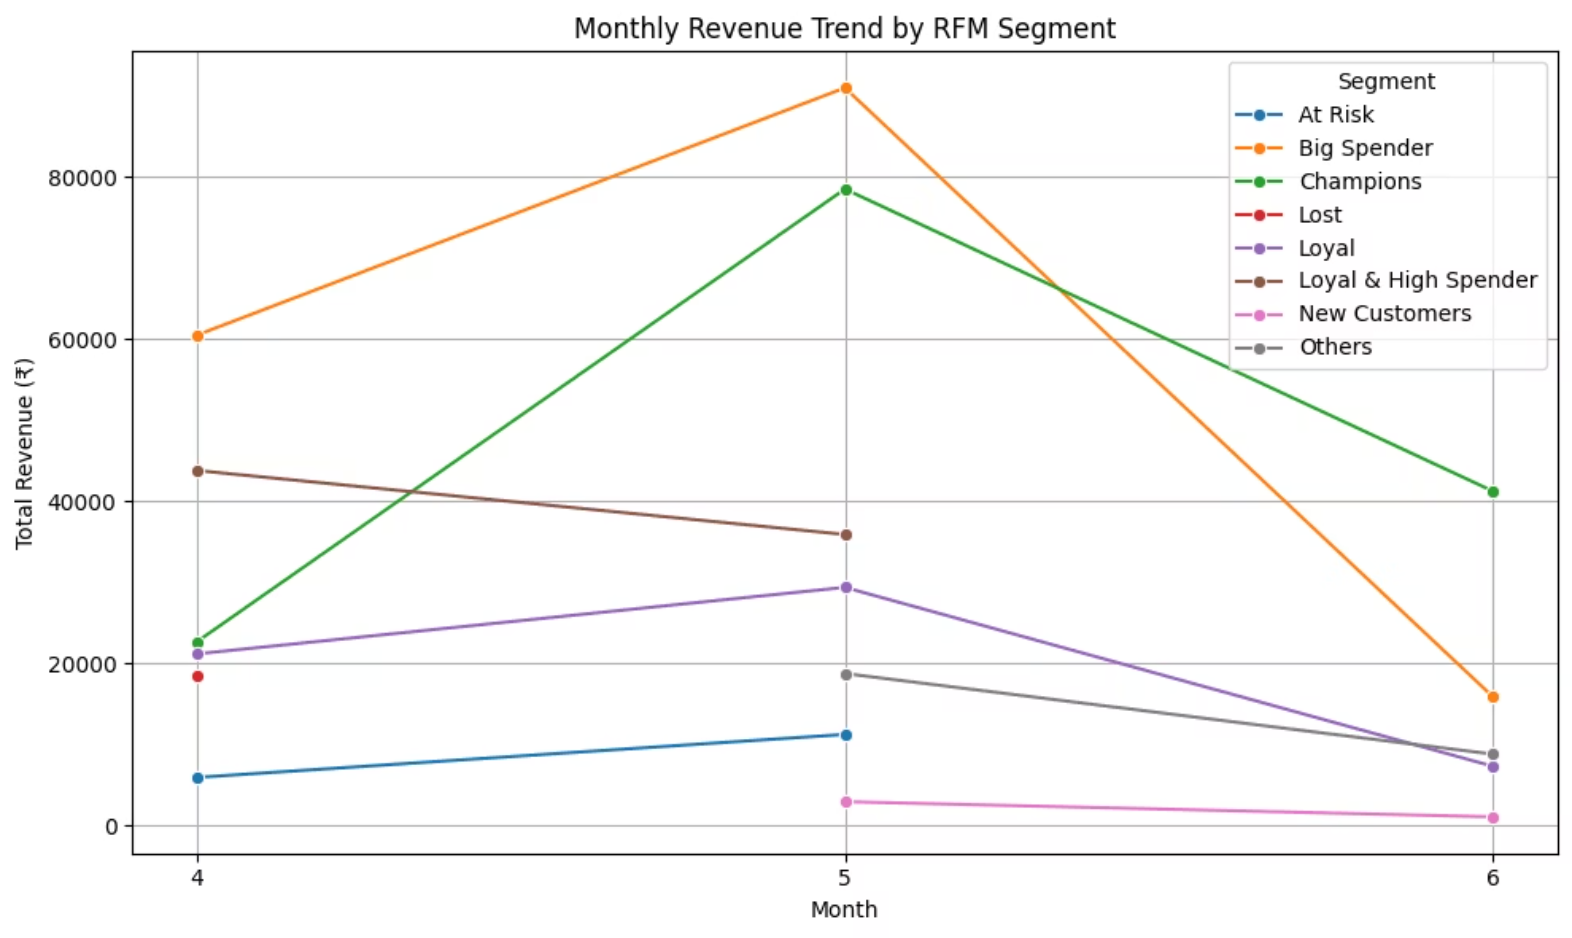 Monthly Revenue Trend by RFM Segment
Segment
At Risk
Big Spender
Champions
Lost
Loyal
Loyal & High Spender
New Customers
Others
Total Revenue (₹)
80000
60000
40000
20000
0
4
5
6
Month